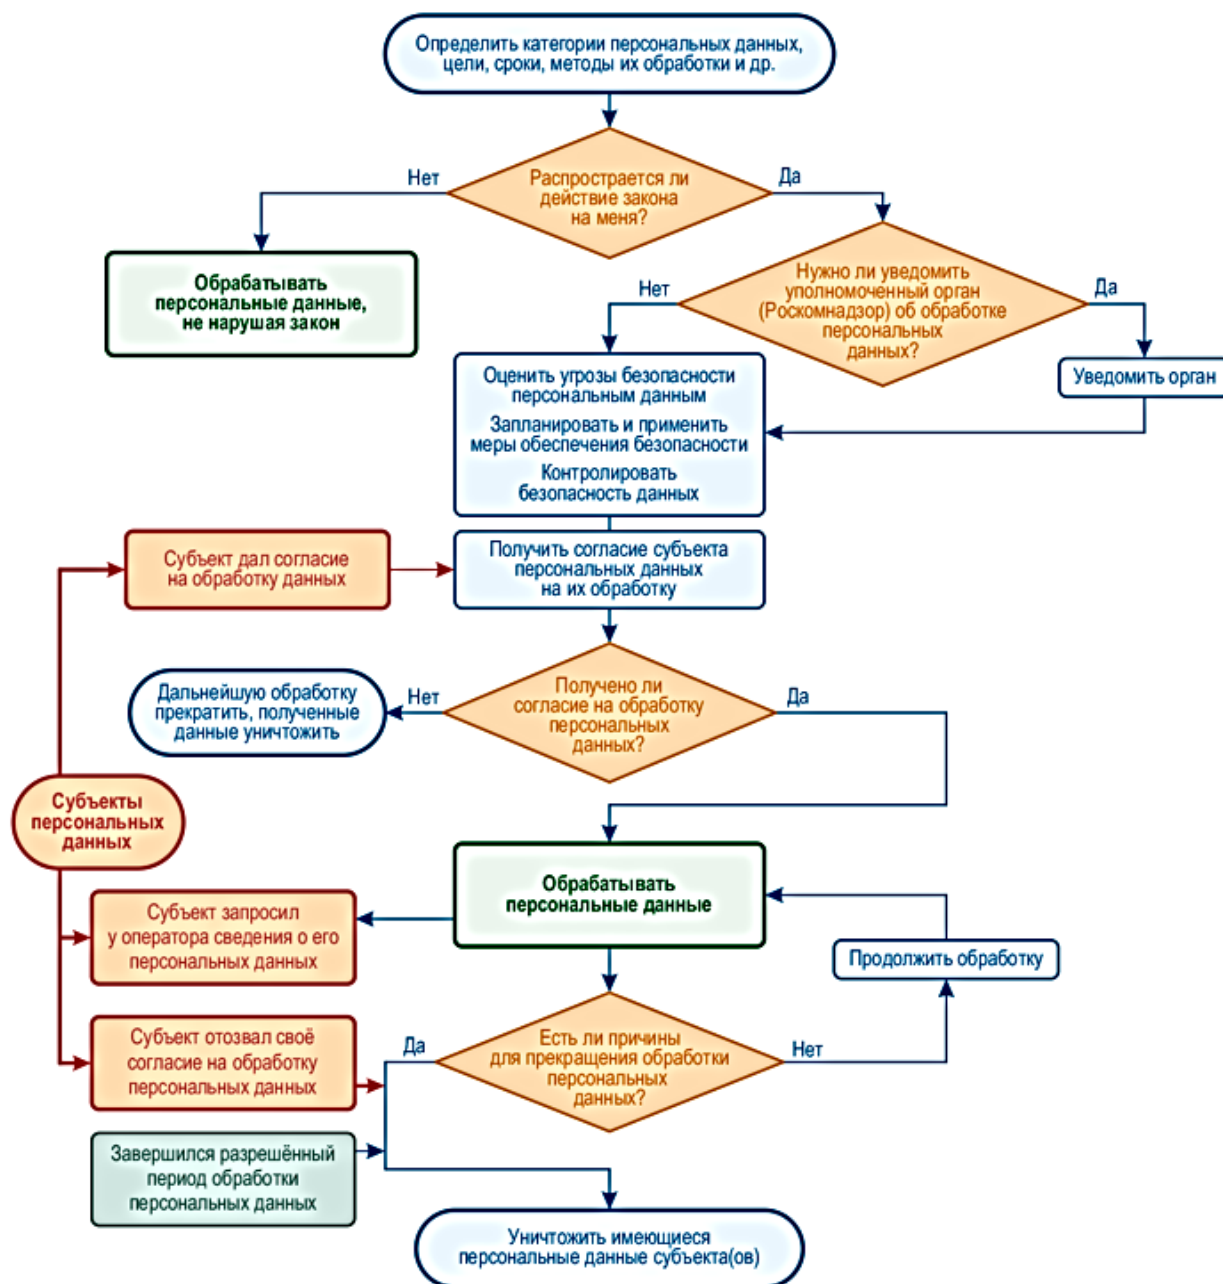 Определить категории персональных данных,
цели, сроки, методы их обработки и др.
Нет
Распрострается ли
действие закона
на меня?
Да
Обрабатывать
персональные данные,
не нарушая закон
Нет
Нужно ли уведомить
уполномоченный орган
(Роскомнадзор) об обработке
персональных
данных?
Да
Уведомить орган
Оценить угрозы безопасности
персональным данным
Запланировать и применить
меры обеспечения безопасности
Контролировать
безопасность данных
Субъект дал согласие
на обработку данных
Получить согласие субъекта
персональных данных
на их обработку
Дальнейшую обработку
прекратить, полученные
данные уничтожить
Нет
Получено ли
согласие на обработку
персональных
данных?
Да
Субъекты
персональных
данных
Обрабатывать
персональные данные
Субъект запросил
у оператора сведения о его
персональных данных
Продолжить обработку
Субъект отозвал своё
согласие на обработку
персональных данных
Да
Есть ли причины
для прекращения обработки
персональных
данных?
Нет
Завершился разрешённый
период обработки
персональных данных
Уничтожить имеющиеся
персональные данные субъекта(ов)